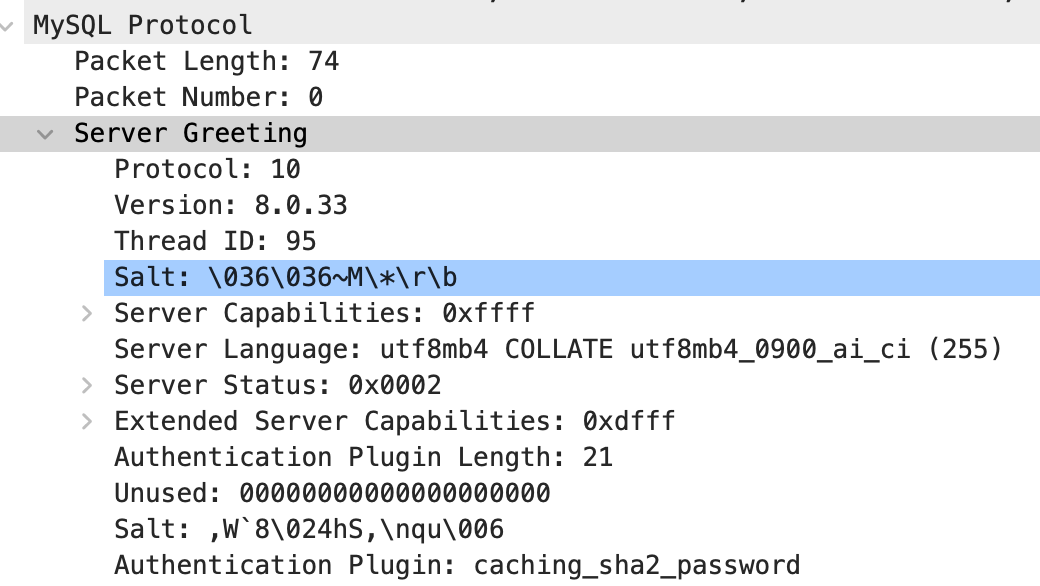 MySQL Protocol
Packet Length: 74
Packet Number: 0
Server Greeting
Protocol: 10
Version: 8.0.33
Thread ID: 95
Salt: \036\036~M\*\r\b
Server Capabilities: 0xffff
Server Language: utf8mb4 COLLATE utf8mb4_0900_ai_ci (255)
Server Status: 0x0002
Extended Server Capabilities: 0xdfff
Authentication Plugin Length: 21
Unused: 00000000000000000000
Salt: ,W`8\024hS,\nqu\006
Authentication Plugin: caching_sha2_password